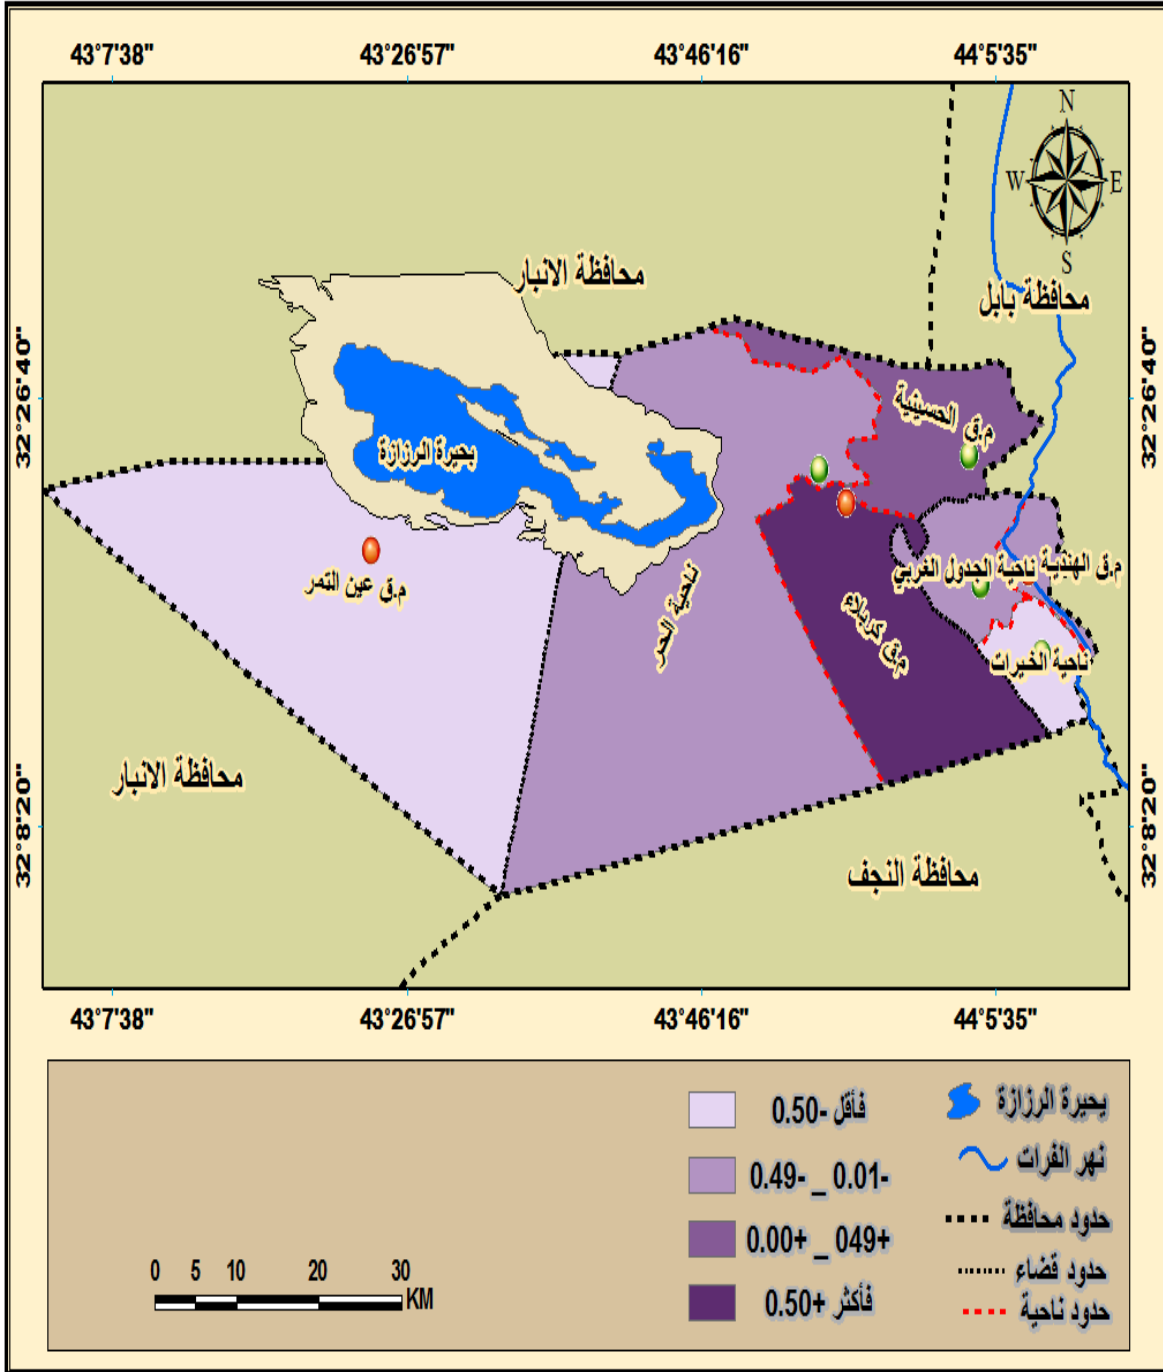 43°7'38" 43°26'57" 43°46'16" 44°5'35"
N
W E
S
محافظة الانبار
محافظة بابل
32°26'40" 32°26'40"
م.ق الحسينية
بحيرة الرزازة
م.ق عين التمر
ناحية الحر
م.ق كربلاء
ناحية الجدول الغربي
م.ق الهندية
ناحية الخيرات
محافظة الانبار
محافظة النجف
32°8'20" 32°8'20"
43°7'38" 43°26'57" 43°46'16" 44°5'35"
بحيرة الرزازة
نهر الفرات
حدود محافظة
حدود قضاء
حدود ناحية
فأقل -0.50
0.49- _ 0.01-
0.00+ _ 049+
فأكثر +0.50
0 5 10 20 30
KM